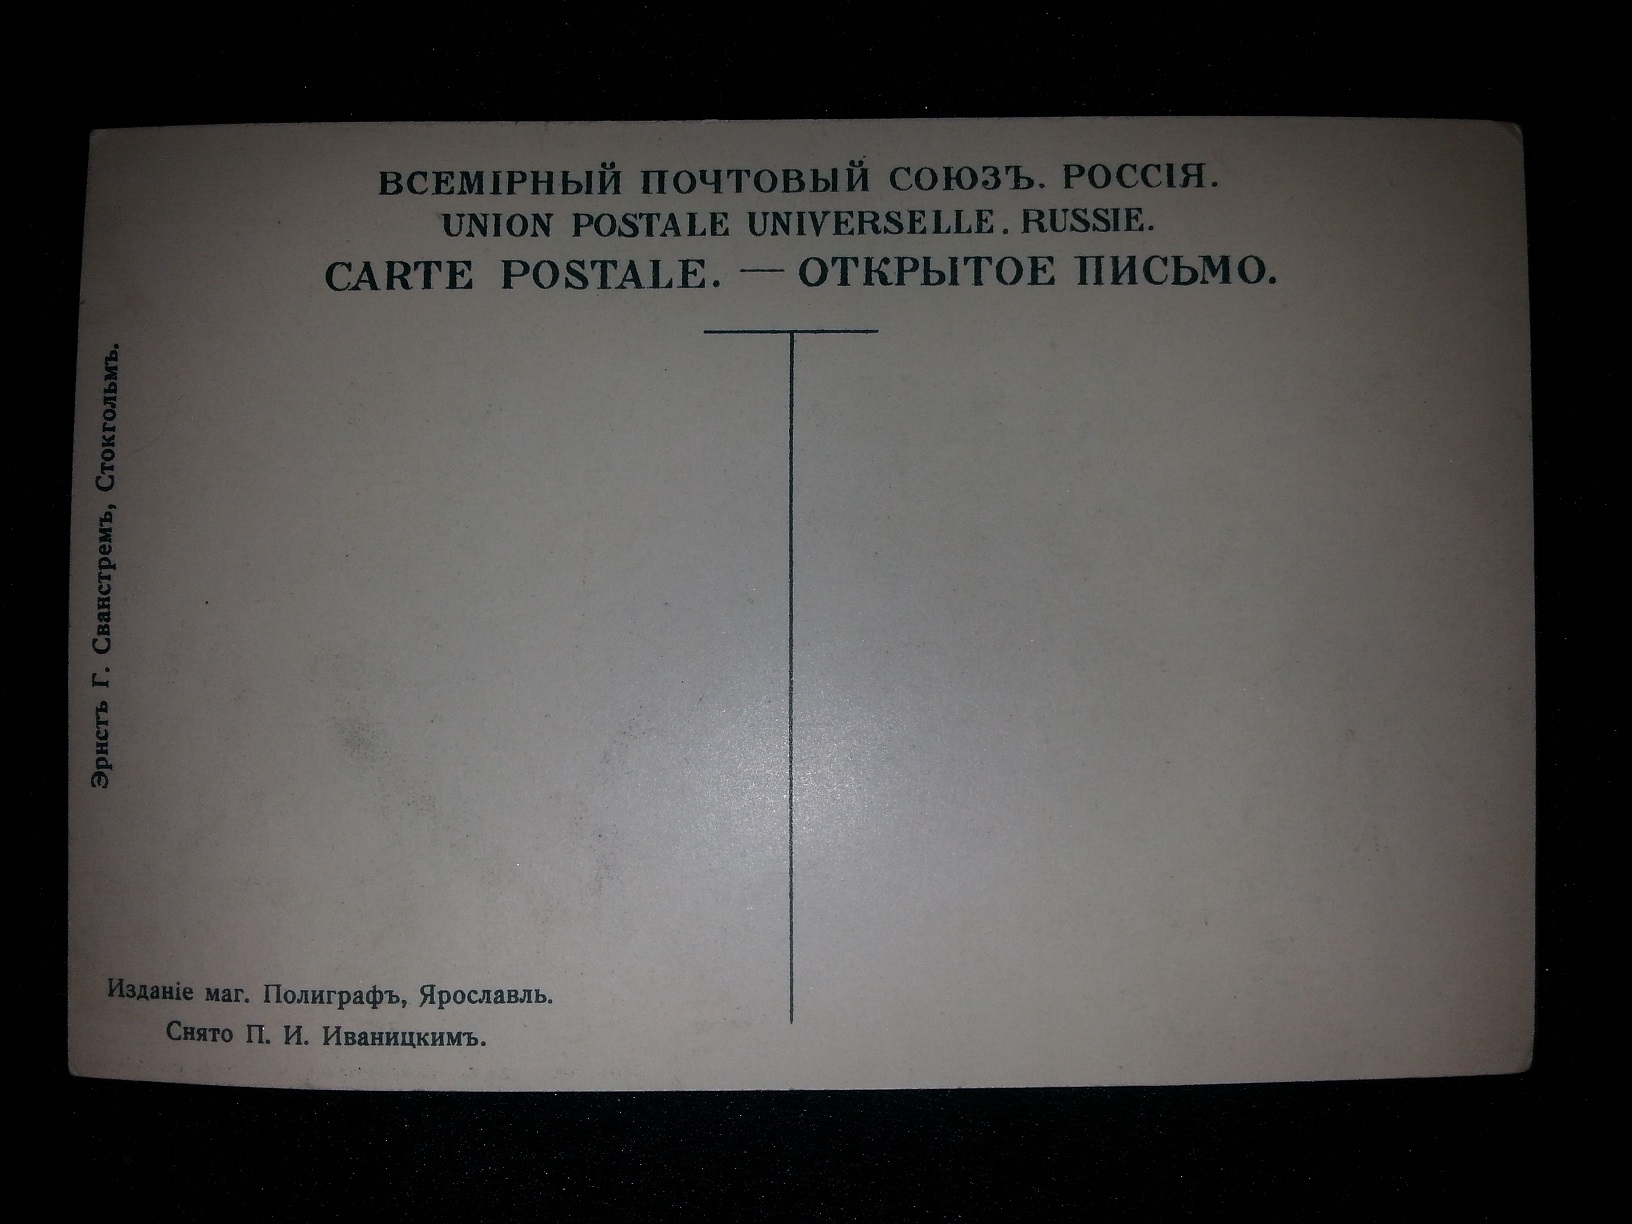 ВСЕМІРНЫЙ ПОЧТОВЫЙ СОЮЗЪ. РОССІЯ.
UNION POSTALE UNIVERSELLE. RUSSIE.
CARTE POSTALE. — ОТКРЫТОЕ ПИСЬМО.
Эрнстъ Г. Сванстремъ, Стокгольмъ.
Изданіе маг. Полиграфъ, Ярославль.
Снято П. И. Иваницкимъ.